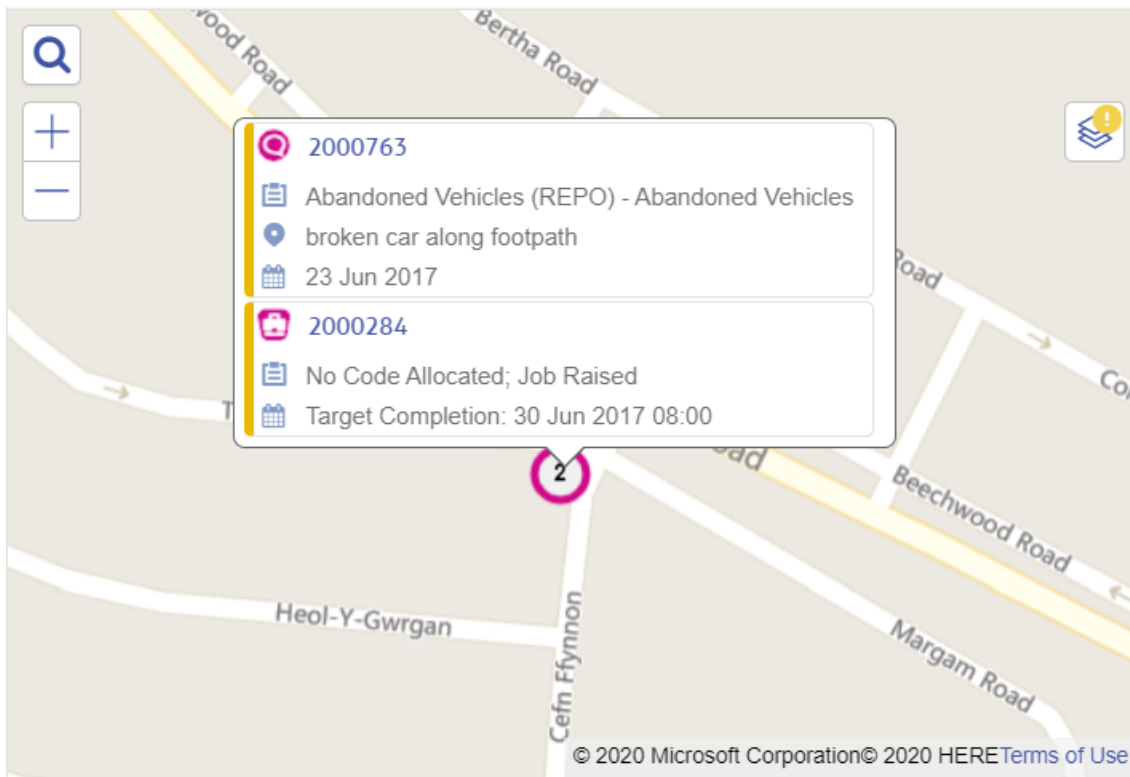 wood Road
Bertha Road
2000763
Abandoned Vehicles (REPO) - Abandoned Vehicles
broken car along footpath
23 Jun 2017
2000284
No Code Allocated; Job Raised
Target Completion: 30 Jun 2017 08:00
Road
2
Beechwood Road
Heol-Y-Gwrgan
Cefn Ffynnon
Margam Road
© 2020 Microsoft Corporation© 2020 HERETerms of Use